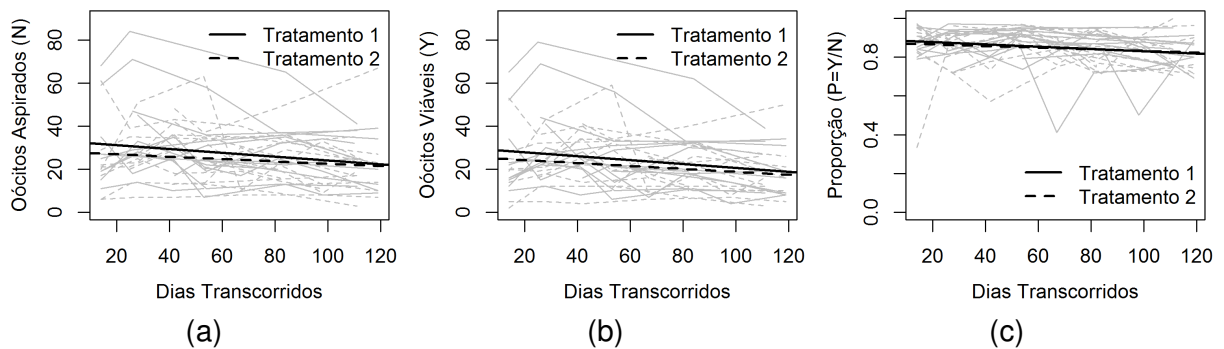 Oócitos Aspirados (N)
80
60
40
20
0
Tratamento 1
Tratamento 2
20 40 60 80 100 120
Dias Transcorridos
(a)
Oócitos Viáveis (Y)
80
60
40
20
0
Tratamento 1
Tratamento 2
20 40 60 80 100 120
Dias Transcorridos
(b)
Proporção (P=Y/N)
0.8
0.4
0.0
Tratamento 1
Tratamento 2
20 40 60 80 100 120
Dias Transcorridos
(c)